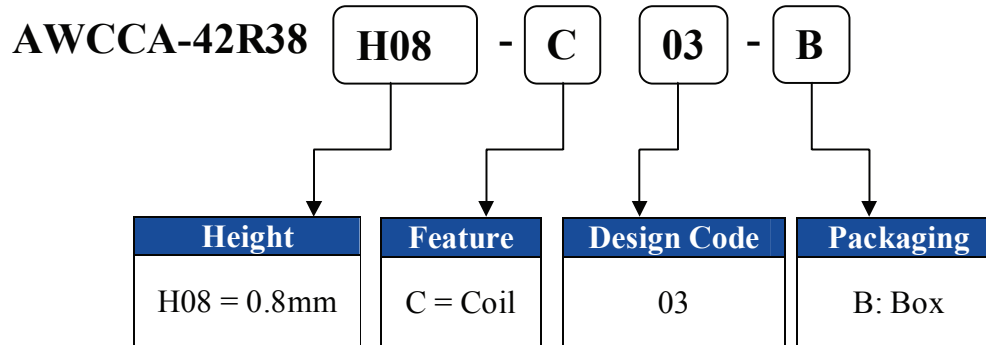 AWCCA-42R38 H08 - C 03 - B
Height Feature Design Code Packaging
H08 = 0.8mm C = Coil 03 B: Box